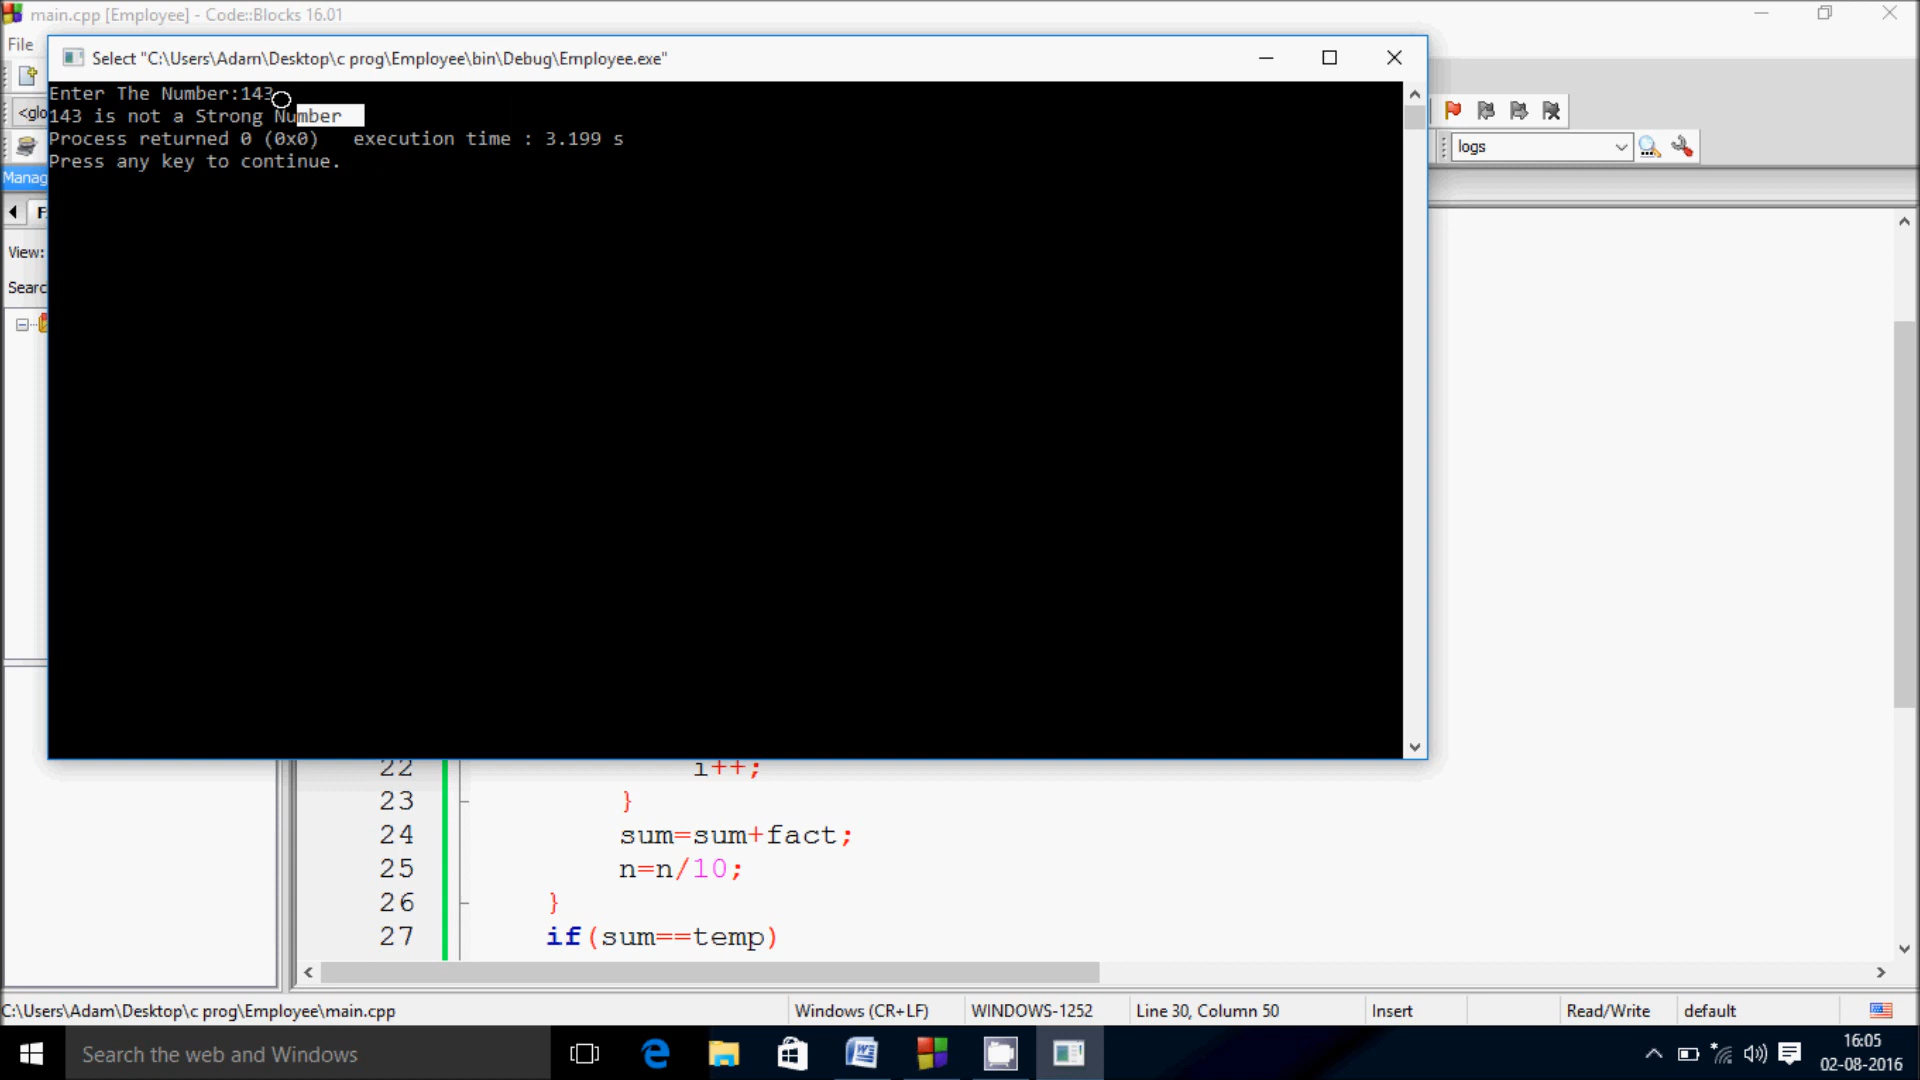 main.cpp [Employee] - Code::Blocks 16.01
File
Select "C:\Users\Adam\Desktop\c prog\Employee\bin\Debug\Employee.exe"
Enter The Number:143
143 is not a Strong Number
Process returned 0 (0x0)   execution time : 3.199 s
Press any key to continue.
<glo
logs
Manag
F
View:
Searc
22 i++;
23 }
24 sum=sum+fact;
25 n=n/10;
26 }
27 if(sum==temp)
C:\Users\Adam\Desktop\c prog\Employee\main.cpp Windows (CR+LF) WINDOWS-1252 Line 30, Column 50 Insert Read/Write default
Search the web and Windows
16:05
02-08-2016